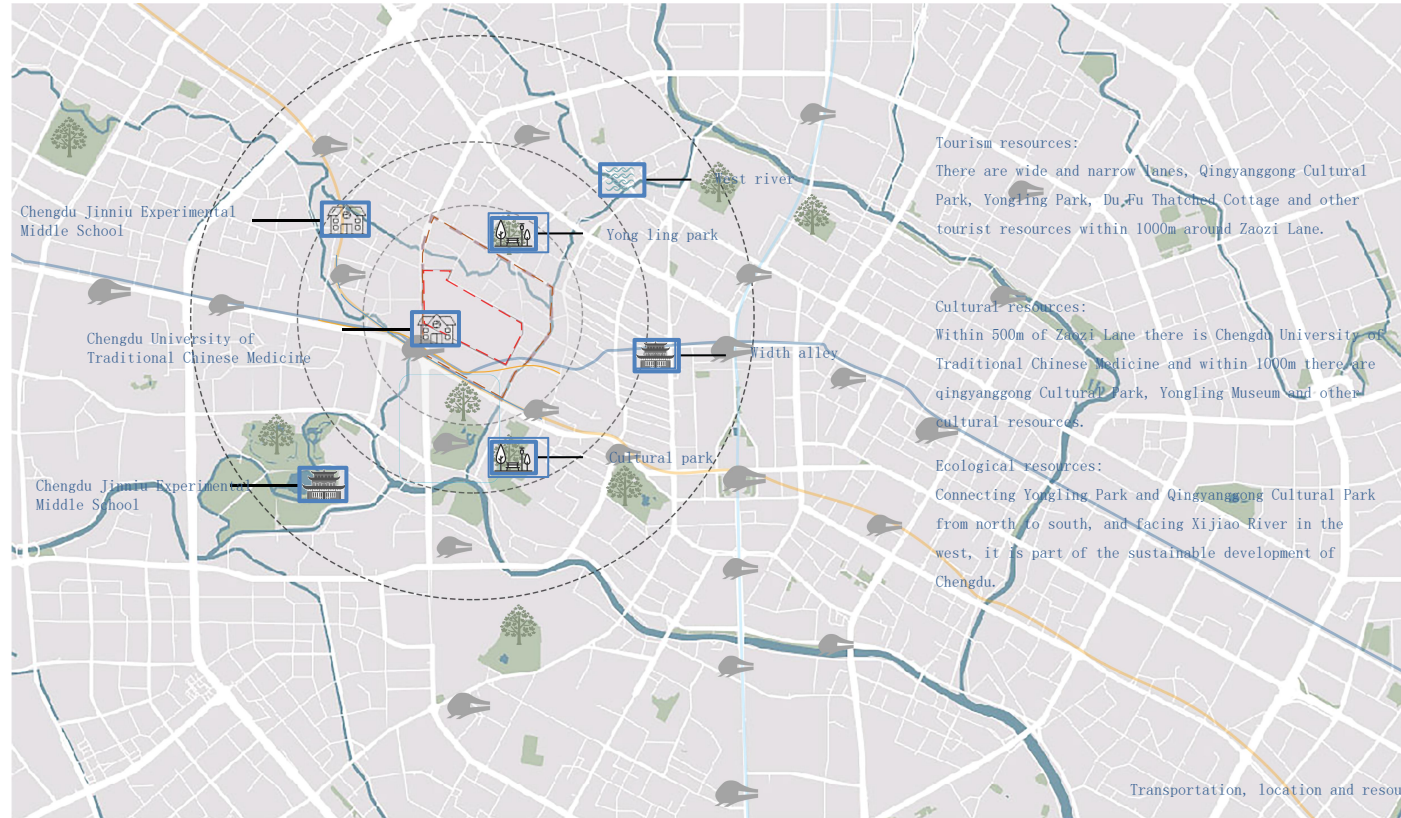 Tourism resources:
There are wide and narrow lanes, Qingyanggong Cultural
Park, Yongling Park, Du Fu Thatched Cottage and other
tourist resources within 1000m around Zaozi Lane.
West river
Chengdu Jinniu Experimental
Middle School
Yong ling park
Cultural resources:
Within 500m of Zaozi Lane there is Chengdu University of
Traditional Chinese Medicine and within 1000m there are
qingyanggong Cultural Park, Yongling Museum and other
cultural resources.
Chengdu University of
Traditional Chinese Medicine
Width alley
Cultural park
Ecological resources:
Connecting Yongling Park and Qingyanggong Cultural Park
from north to south, and facing Xijiao River in the
west, it is part of the sustainable development of
Chengdu.
Chengdu Jinniu Experimental
Middle School
Transportation, location and resou